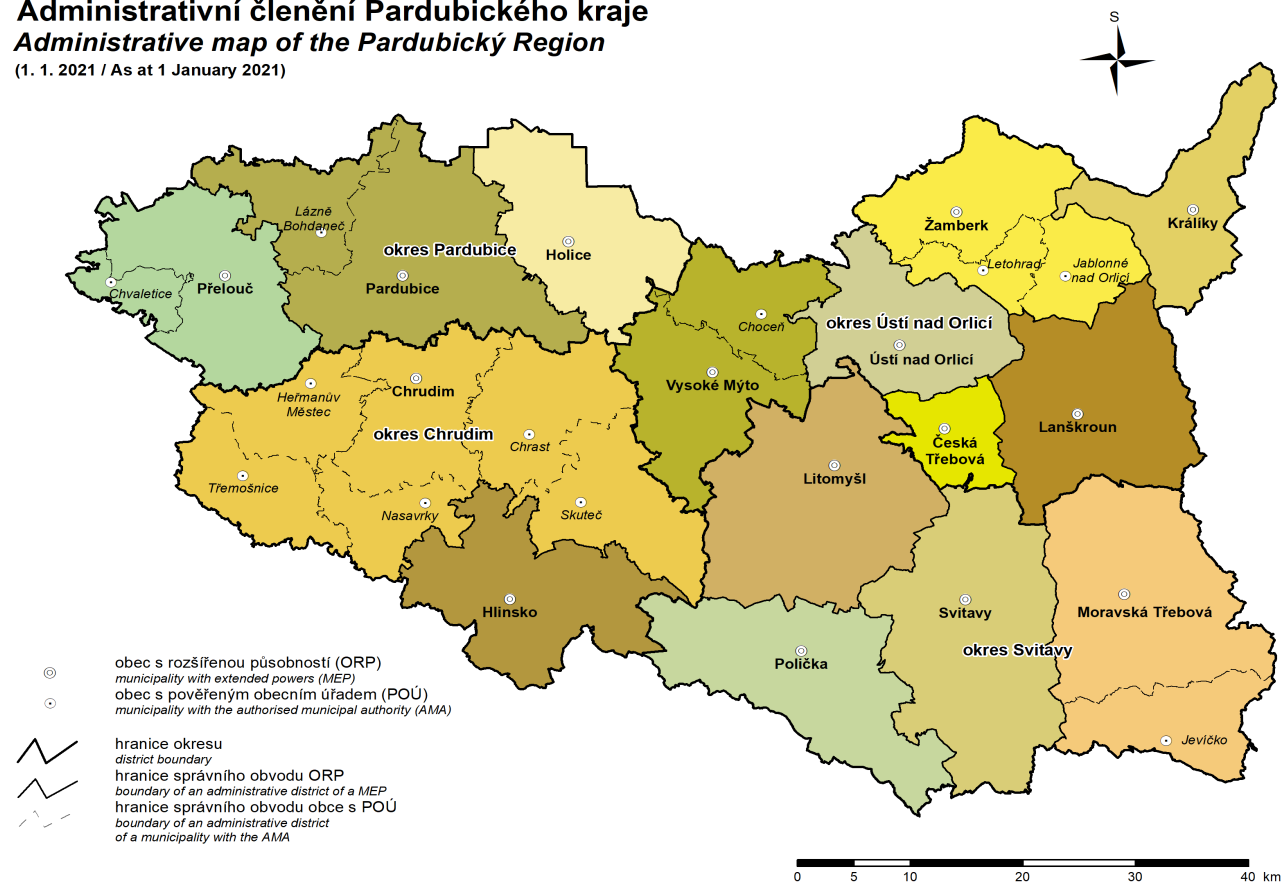 Administrativní členění Pardubického kraje
Administrative map of the Pardubický Region
(1. 1. 2021 / As at 1 January 2021)
S
Králíky
Žamberk
Letohrad
Jablonné
nad Orlicí
Lázně
Bohdaneč
okres Pardubice
Holice
Pardubice
Přelouč
Chvaletice
Choceň
okres Ústí nad Orlicí
Ústí nad Orlicí
Vysoké Mýto
Heřmanův
Městec
Chrudim
okres Chrudim
Chrast
Česká
Třebová
Lanškroun
Litomyšl
Třemošnice
Nasavrky
Skuteč
Hlinsko
Svitavy
Moravská Třebová
okres Svitavy
Polička
Jevíčko
obec s rozšířenou působností (ORP)
municipality with extended powers (MEP)
obec s pověřeným obecním úřadem (POÚ)
municipality with the authorised municipal authority (AMA)
hranice okresu
district boundary
hranice správního obvodu ORP
boundary of an administrative district of a MEP
hranice správního obvodu obce s POÚ
boundary of an administrative district
of a municipality with the AMA
0 5 10 20 30 40 km